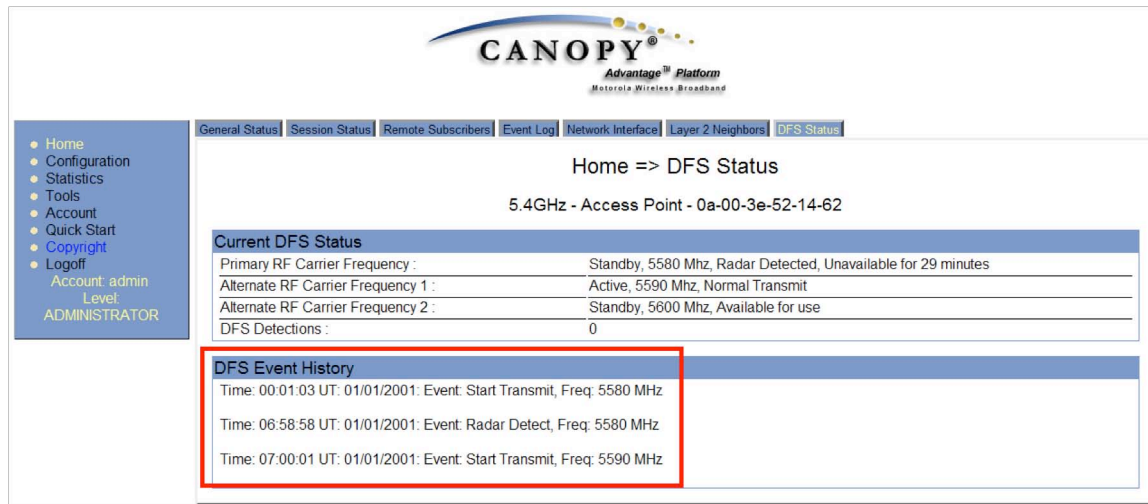 CANOPY®
Advantage™ Platform
Motorola Wireless Broadband
General Status Session Status Remote Subscribers Event Log Network Interface Layer 2 Neighbors DFS Status
Home
Configuration
Statistics
Tools
Account
Quick Start
Copyright
Logoff
Account: admin
Level:
ADMINISTRATOR
Home => DFS Status
5.4GHz - Access Point - 0a-00-3e-52-14-62
Current DFS Status
Primary RF Carrier Frequency : Standby, 5580 Mhz, Radar Detected, Unavailable for 29 minutes
Alternate RF Carrier Frequency 1 : Active, 5590 Mhz, Normal Transmit
Alternate RF Carrier Frequency 2 : Standby, 5600 Mhz, Available for use
DFS Detections : 0
DFS Event History
Time: 00:01:03 UT: 01/01/2001: Event: Start Transmit, Freq: 5580 MHz
Time: 06:58:58 UT: 01/01/2001: Event: Radar Detect, Freq: 5580 MHz
Time: 07:00:01 UT: 01/01/2001: Event: Start Transmit, Freq: 5590 MHz